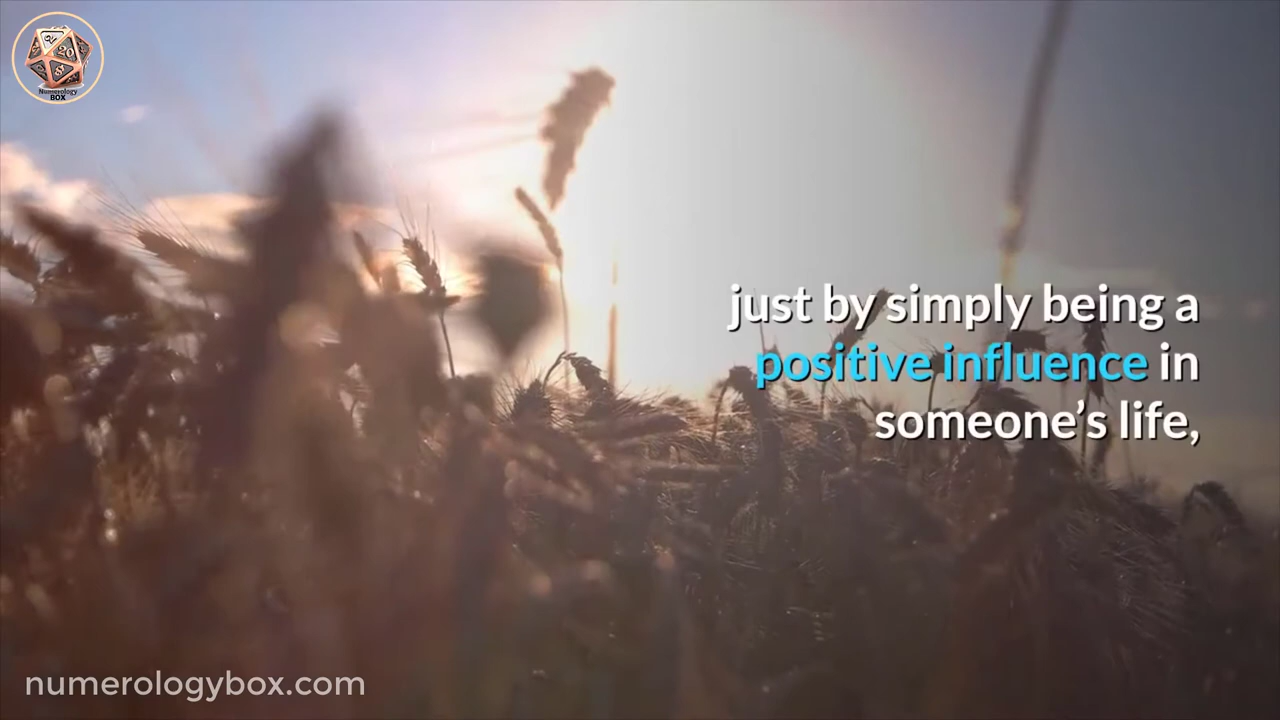 Numerology
BOX
just by simply being a
positive influence in
someone's life,
numerologybox.com